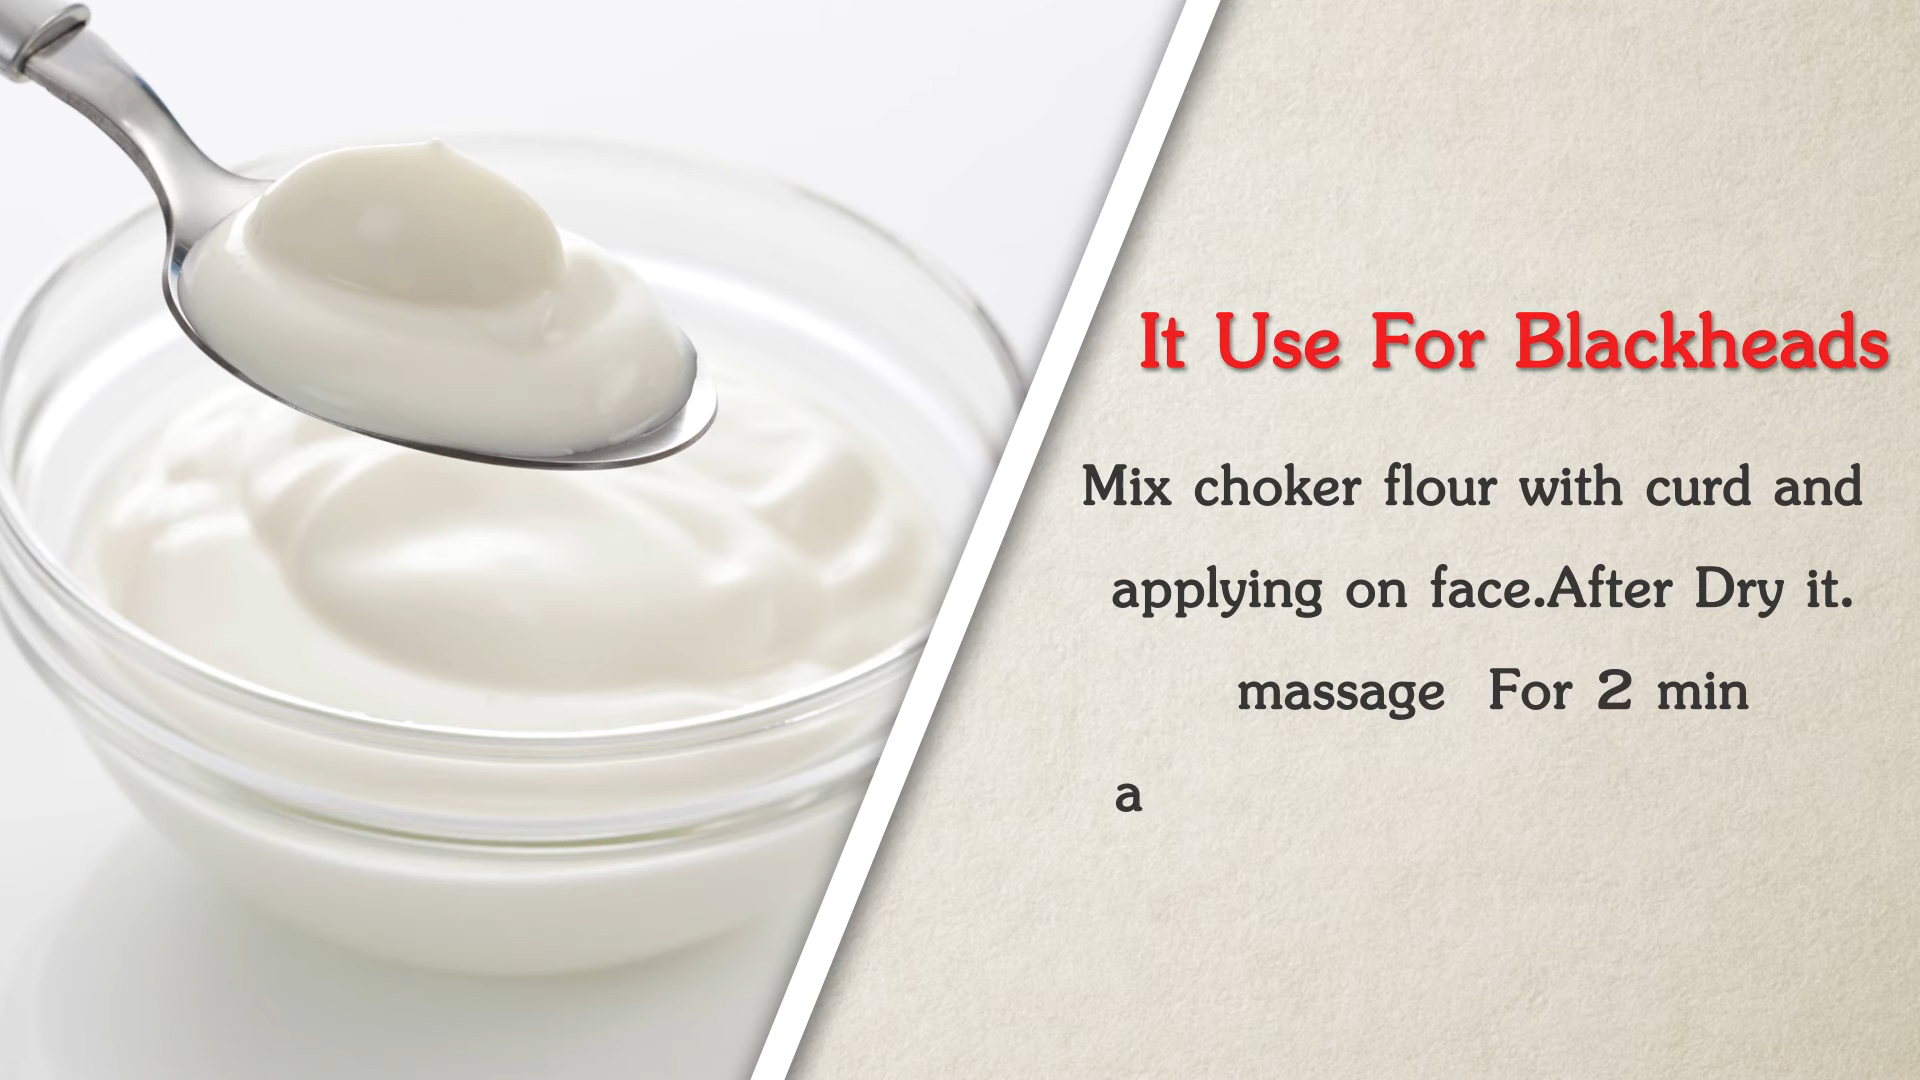 It Use For Blackheads
Mix choker flour with curd and
applying on face.After Dry it.
massage For 2 min
a